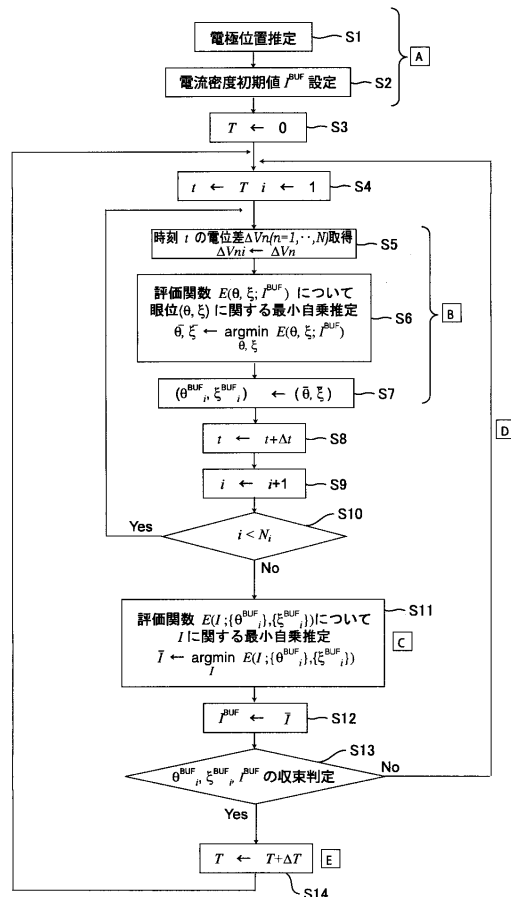 電極位置推定
S1
A
電流密度初期値 I^BUF 設定
S2
T ← 0
S3
t ← T i ← 1
S4
時刻 t の電位差ΔVn(n=1,··,N)取得
ΔVni ← ΔVn
S5
評価関数 E(θ, ξ; I^BUF) について
眼位(θ, ξ) に関する最小自乗推定
θ̄, ξ̄ ← argmin E(θ, ξ; I^BUF)
θ, ξ
S6
B
(θ^BUF_i, ξ^BUF_i) ← (θ̄, ξ̄)
S7
D
t ← t+Δt
S8
i ← i+1
S9
S10
Yes
i < N_i
No
S11
評価関数 E(I ;{θ^BUF_i},{ξ^BUF_i})について
I に関する最小自乗推定
Ī ← argmin E(I ;{θ^BUF_i},{ξ^BUF_i})
I
C
I^BUF ← Ī
S12
S13
θ^BUF_i, ξ^BUF_i, I^BUF の収束判定
No
Yes
T ← T+ΔT
E
S14